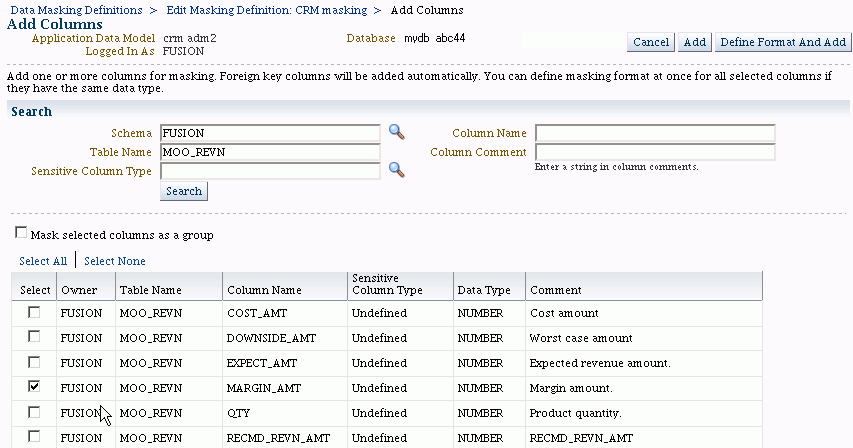 Data Masking Definitions > Edit Masking Definition: CRM masking > Add Columns
Add Columns
Application Data Model crm adm2 Database mydb abc44
Logged In As FUSION
Cancel Add Define Format And Add
Add one or more columns for masking. Foreign key columns will be added automatically. You can define masking format at once for all selected columns if
they have the same data type.
Search
Schema FUSION Column Name
Table Name MOO_REVN Column Comment
Sensitive Column Type Enter a string in column comments.
Search
Mask selected columns as a group
Select All | Select None
Select Owner Table Name Column Name Sensitive Column Type Data Type Comment
FUSION MOO_REVN COST_AMT Undefined NUMBER Cost amount
FUSION MOO_REVN DOWNSIDE_AMT Undefined NUMBER Worst case amount
FUSION MOO_REVN EXPECT_AMT Undefined NUMBER Expected revenue amount.
FUSION MOO_REVN MARGIN_AMT Undefined NUMBER Margin amount.
FUSION MOO_REVN QTY Undefined NUMBER Product quantity.
FUSION MOO_REVN RECMD_REVN_AMT Undefined NUMBER RECMD_REVN_AMT